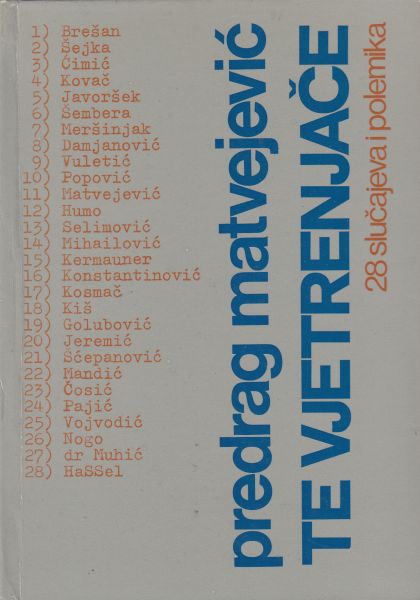 1) Brešan
2) Šejka
3) Ćimić
4) Kovač
5) Javoršek
6) Šembera
7) Meršinjak
8) Damjanović
9) Vuletić
10) Popović
11) Matvejević
12) Humo
13) Selimović
14) Mihailović
15) Kermauner
16) Konstantinović
17) Kosmač
18) Kiš
19) Golubović
20) Jeremić
21) Šćepanović
22) Mandić
23) Ćosić
24) Pajić
25) Vojvodić
26) Nogo
27) dr Muhić
28) HaSSel
predrag matvejević
TE VJETRENJAČE
28 slučajeva i polemika